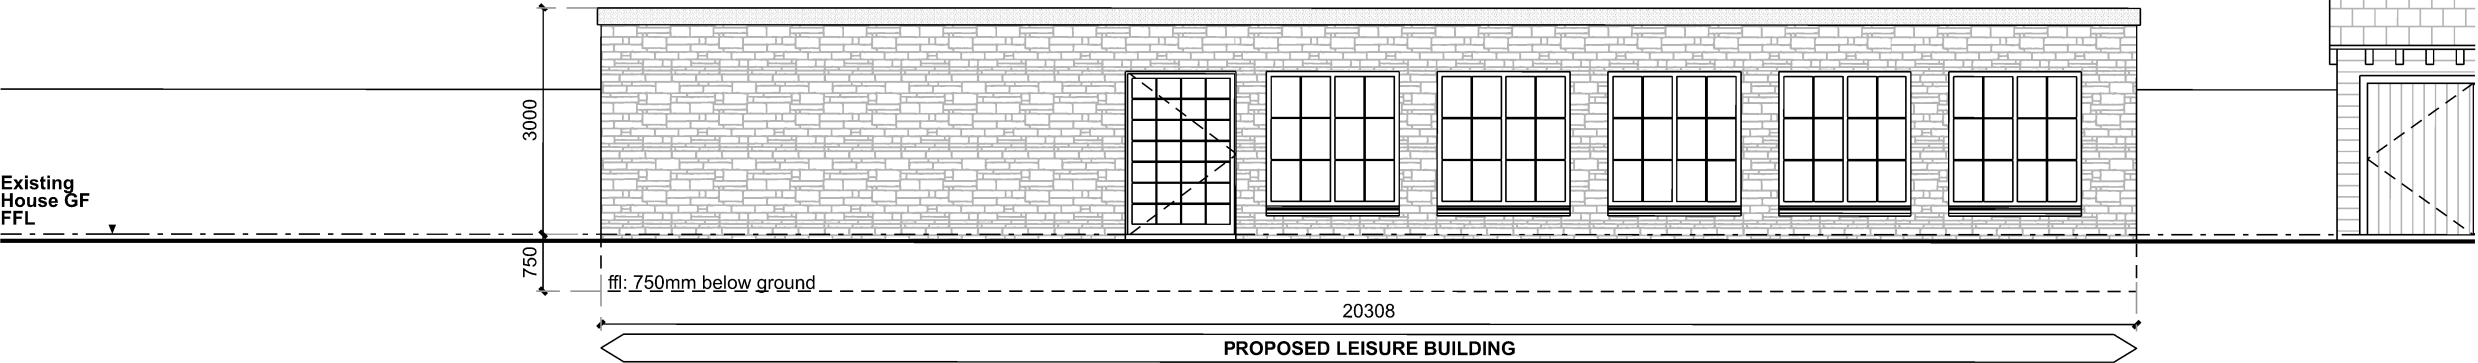 3000
Existing
House GF
FFL
750
ffl: 750mm below ground
20308
PROPOSED LEISURE BUILDING